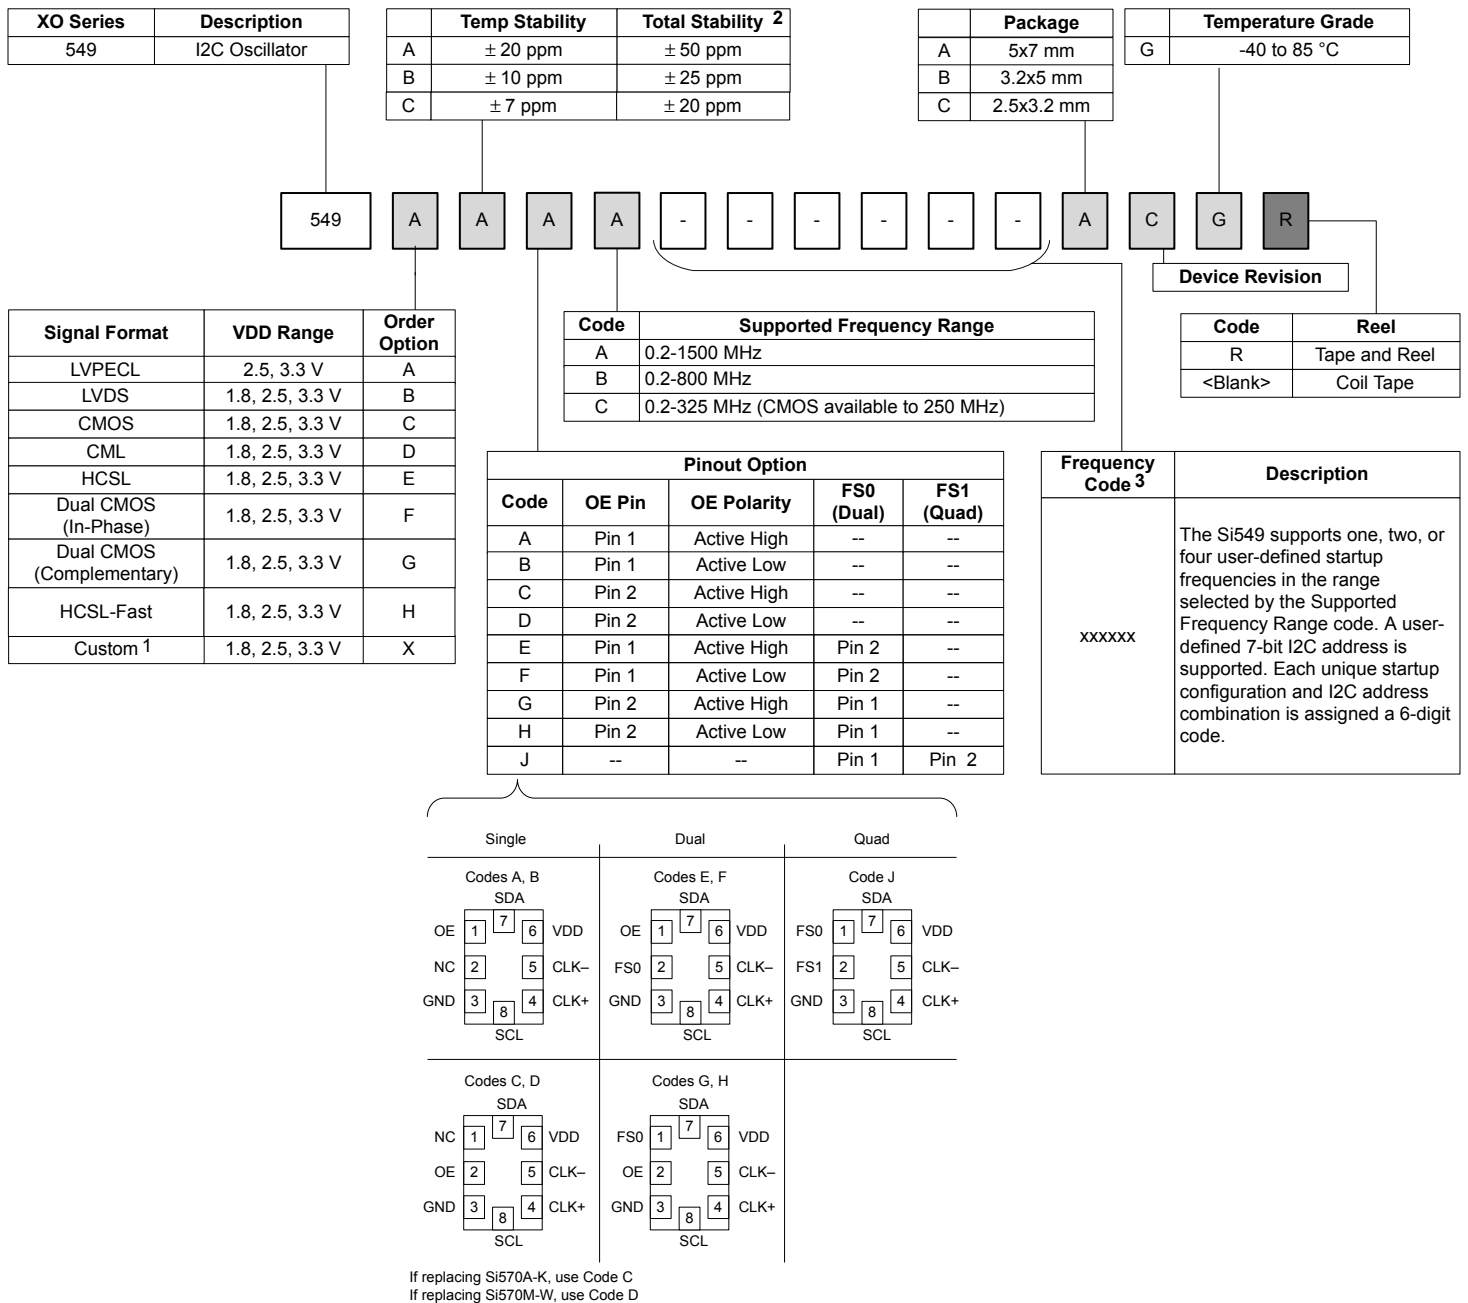 XO Series Description
549 I2C Oscillator
Temp Stability Total Stability 2
A ± 20 ppm ± 50 ppm
B ± 10 ppm ± 25 ppm
C ± 7 ppm ± 20 ppm
Package
A 5x7 mm
B 3.2x5 mm
C 2.5x3.2 mm
Temperature Grade
G -40 to 85 °C
549 A A A A - - - - - - A C G R
Device Revision
Signal Format VDD Range Order Option
LVPECL 2.5, 3.3 V A
LVDS 1.8, 2.5, 3.3 V B
CMOS 1.8, 2.5, 3.3 V C
CML 1.8, 2.5, 3.3 V D
HCSL 1.8, 2.5, 3.3 V E
Dual CMOS (In-Phase) 1.8, 2.5, 3.3 V F
Dual CMOS (Complementary) 1.8, 2.5, 3.3 V G
HCSL-Fast 1.8, 2.5, 3.3 V H
Custom 1 1.8, 2.5, 3.3 V X
Code Supported Frequency Range
A 0.2-1500 MHz
B 0.2-800 MHz
C 0.2-325 MHz (CMOS available to 250 MHz)
Code Reel
R Tape and Reel
<Blank> Coil Tape
Pinout Option
Code OE Pin OE Polarity FS0 (Dual) FS1 (Quad)
A Pin 1 Active High -- --
B Pin 1 Active Low -- --
C Pin 2 Active High -- --
D Pin 2 Active Low -- --
E Pin 1 Active High Pin 2 --
F Pin 1 Active Low Pin 2 --
G Pin 2 Active High Pin 1 --
H Pin 2 Active Low Pin 1 --
J -- -- Pin 1 Pin 2
Frequency Code 3 Description
xxxxxx
The Si549 supports one, two, or
four user-defined startup
frequencies in the range
selected by the Supported
Frequency Range code. A user-
defined 7-bit I2C address is
supported. Each unique startup
configuration and I2C address
combination is assigned a 6-digit
code.
Single Dual Quad
Codes A, B
SDA
7
OE 1 6 VDD
NC 2 5 CLK–
GND 3 4 CLK+
8
SCL
Codes E, F
SDA
7
OE 1 6 VDD
FS0 2 5 CLK–
GND 3 4 CLK+
8
SCL
Code J
SDA
7
FS0 1 6 VDD
FS1 2 5 CLK–
GND 3 4 CLK+
8
SCL
Codes C, D
SDA
7
NC 1 6 VDD
OE 2 5 CLK–
GND 3 4 CLK+
8
SCL
Codes G, H
SDA
7
FS0 1 6 VDD
OE 2 5 CLK–
GND 3 4 CLK+
8
SCL
If replacing Si570A-K, use Code C
If replacing Si570M-W, use Code D